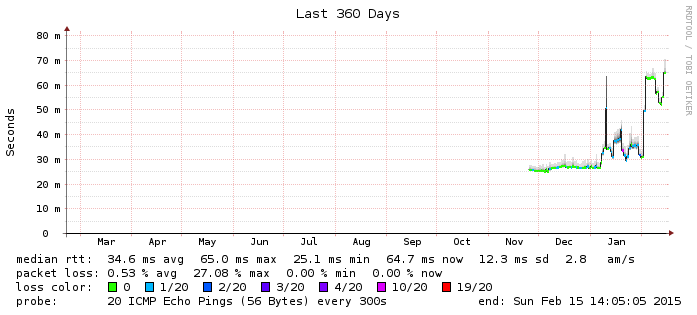 Last 360 Days
RRDTOOL / TOBI OETIKER
Seconds
80 m
70 m
60 m
50 m
40 m
30 m
20 m
10 m
0
Mar Apr May Jun Jul Aug Sep Oct Nov Dec Jan
median rtt: 34.6 ms avg 65.0 ms max 25.1 ms min 64.7 ms now 12.3 ms sd 2.8 am/s
packet loss: 0.53 % avg 27.08 % max 0.00 % min 0.00 % now
loss color: 0 1/20 2/20 3/20 4/20 10/20 19/20
probe: 20 ICMP Echo Pings (56 Bytes) every 300s end: Sun Feb 15 14:05:05 2015